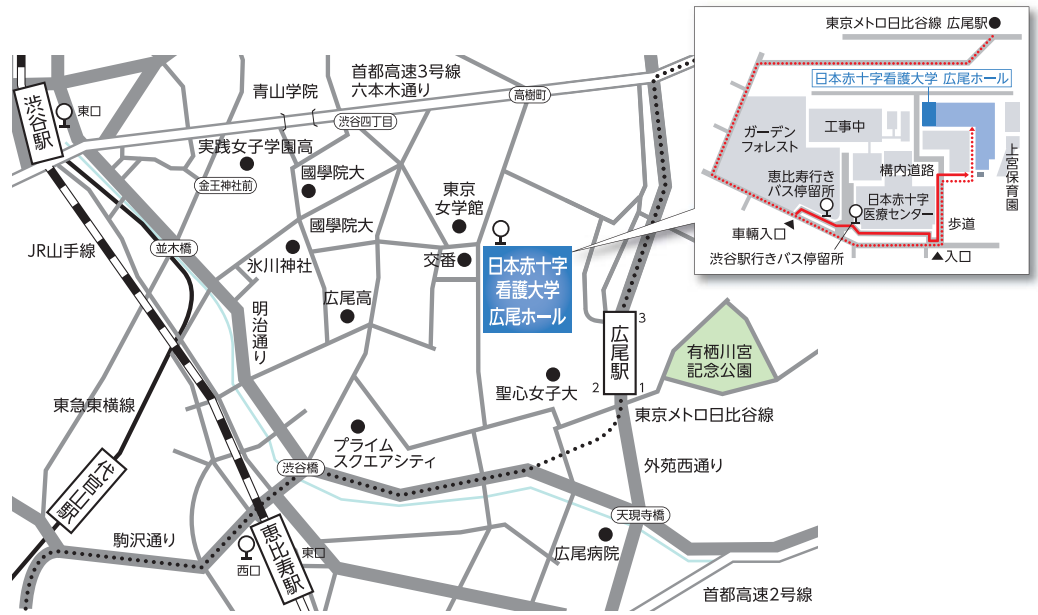 東京メトロ日比谷線 広尾駅
日本赤十字看護大学 広尾ホール
ガーデン
フォレスト
工事中
構内道路
上宮保育園
恵比寿行き
バス停留所
日本赤十字
医療センター
歩道
車輛入口
渋谷駅行きバス停留所
入口
首都高速3号線
六本木通り
青山学院
高樹町
渋谷駅
東口
渋谷四丁目
実践女子学園高
金王神社前
國學院大
東京
女学館
國學院大
並木橋
JR山手線
氷川神社
交番
日本赤十字
看護大学
広尾ホール
広尾高
明治通り
広尾駅
3
2
1
有栖川宮
記念公園
聖心女子大
東京メトロ日比谷線
東急東横線
プライム
スクエアシティ
渋谷橋
外苑西通り
代官山駅
天現寺橋
駒沢通り
恵比寿駅
東口
西口
広尾病院
首都高速2号線